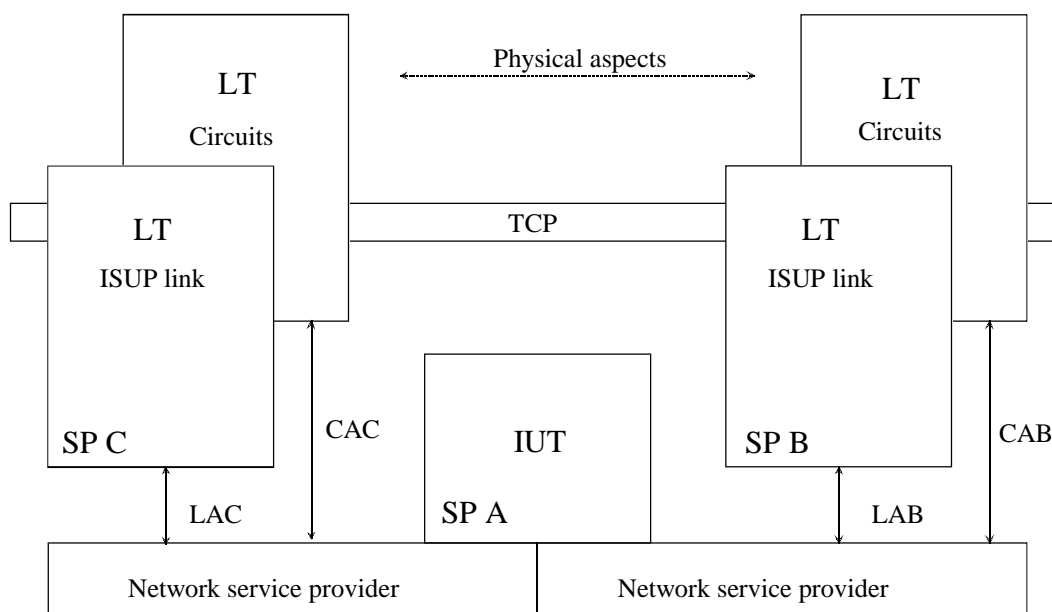 Physical aspects
LT
Circuits
LT
Circuits
LT
ISUP link
TCP
LT
ISUP link
SP C
CAC
IUT
SP B
CAB
LAC
SP A
LAB
Network service provider
Network service provider